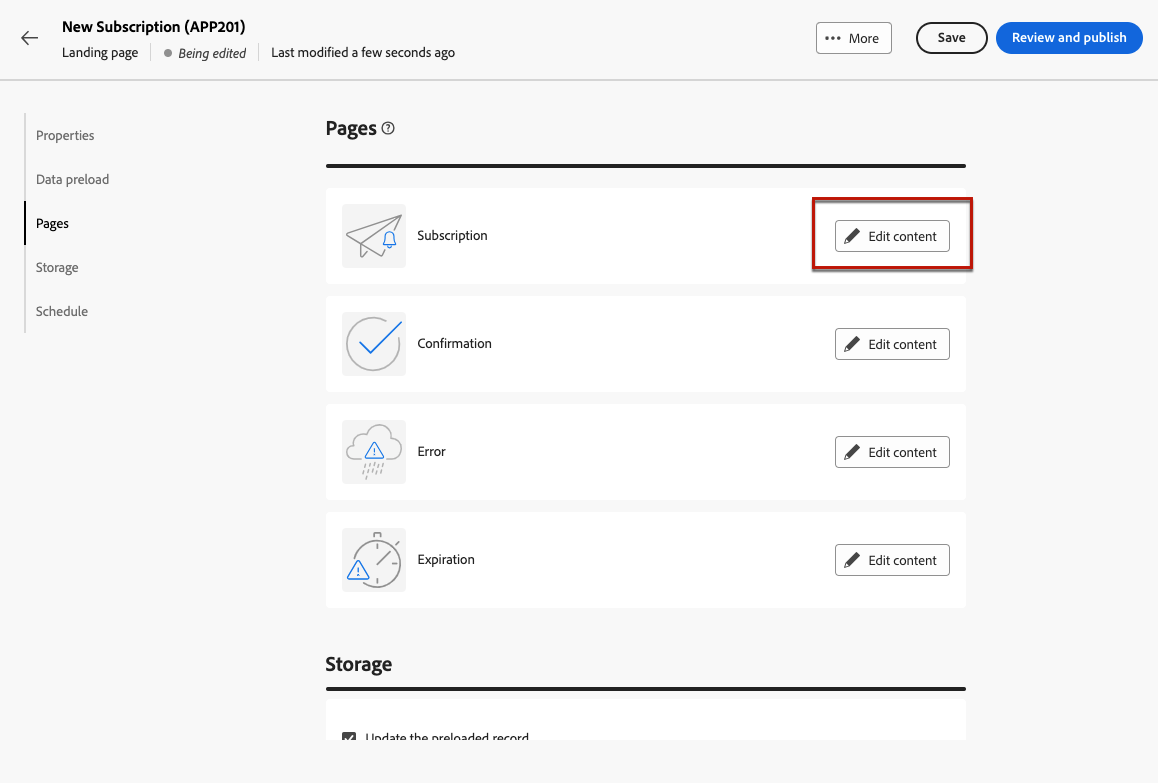 New Subscription (APP201)
Landing page
Being edited
Last modified a few seconds ago
More
Save
Review and publish
Properties
Data preload
Pages
Storage
Schedule
Pages
Subscription
Edit content
Confirmation
Edit content
Error
Edit content
Expiration
Edit content
Storage
Update the preloaded record